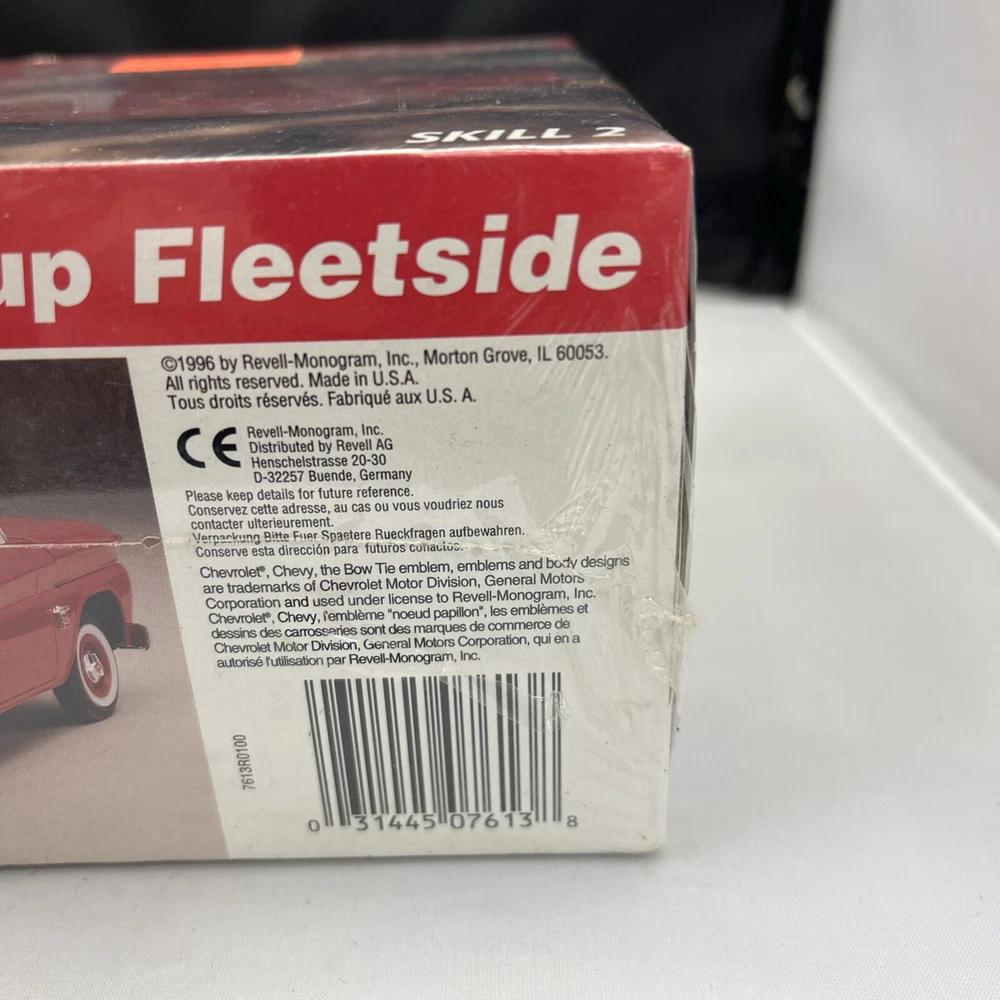 SKILL 2
up Fleetside
©1996 by Revell-Monogram, Inc., Morton Grove, IL 60053.
All rights reserved. Made in U.S.A.
Tous droits réservés. Fabriqué aux U.S. A.
CE
Revell-Monogram, Inc.
Distributed by Revell AG
Henschelstrasse 20-30
D-32257 Buende, Germany
Please keep details for future reference.
Conservez cette adresse, au cas ou vous voudriez nous
contacter ulterieurement.
Verpackung Bitte Fuer Spaetere Rueckfragen aufbewahren.
Conserve esta dirección para futuros contactos.
Chevrolet®, Chevy, the Bow Tie emblem, emblems and body designs
are trademarks of Chevrolet Motor Division, General Motors
Corporation and used under license to Revell-Monogram, Inc.
Chevrolet®, Chevy, l'emblème "noeud papillon", les emblèmes et
dessins des carrosseries sont des marques de commerce de
Chevrolet Motor Division, General Motors Corporation, qui en a
autorisé l'utilisation par Revell-Monogram, Inc.
7613R0100
0 31445 07613 8